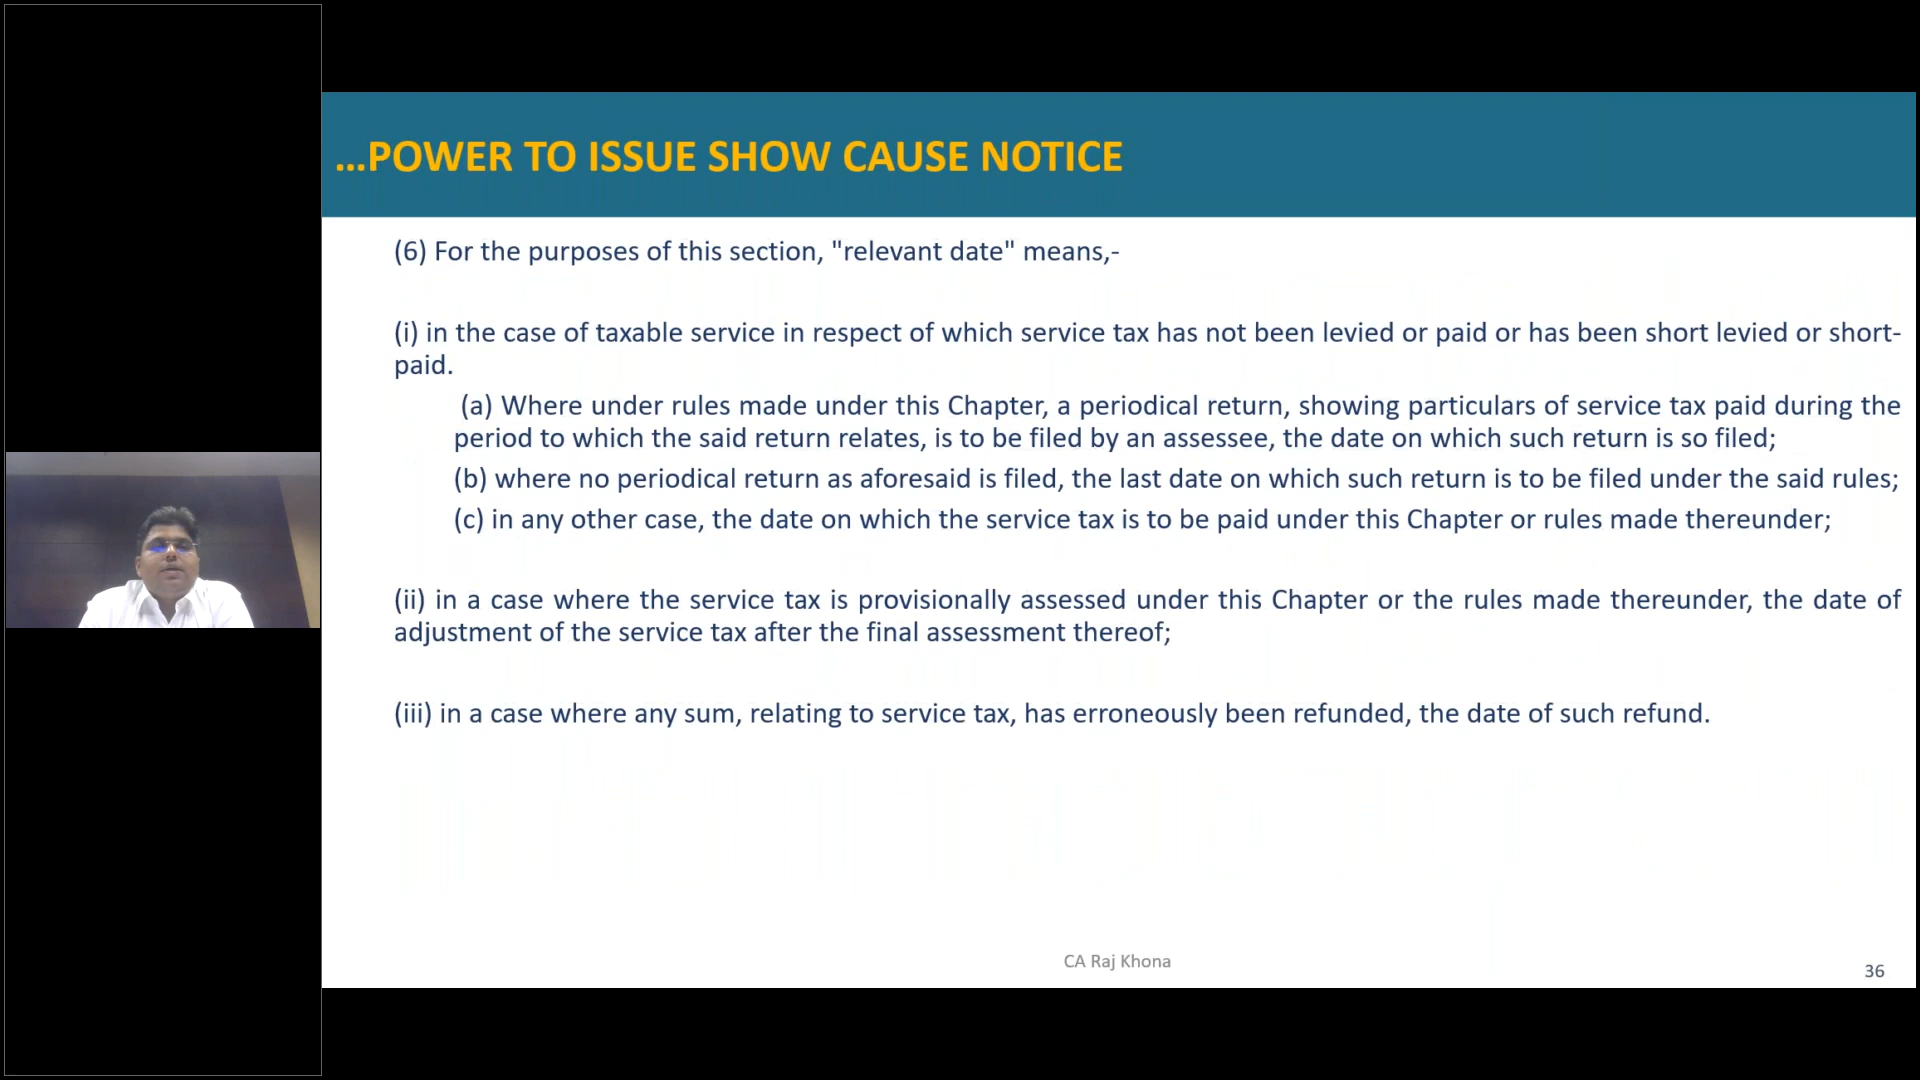 ...POWER TO ISSUE SHOW CAUSE NOTICE
(6) For the purposes of this section, "relevant date" means,-
(i) in the case of taxable service in respect of which service tax has not been levied or paid or has been short levied or short-
paid.
(a) Where under rules made under this Chapter, a periodical return, showing particulars of service tax paid during the
period to which the said return relates, is to be filed by an assessee, the date on which such return is so filed;
(b) where no periodical return as aforesaid is filed, the last date on which such return is to be filed under the said rules;
(c) in any other case, the date on which the service tax is to be paid under this Chapter or rules made thereunder;
(ii) in a case where the service tax is provisionally assessed under this Chapter or the rules made thereunder, the date of
adjustment of the service tax after the final assessment thereof;
(iii) in a case where any sum, relating to service tax, has erroneously been refunded, the date of such refund.
CA Raj Khona
36